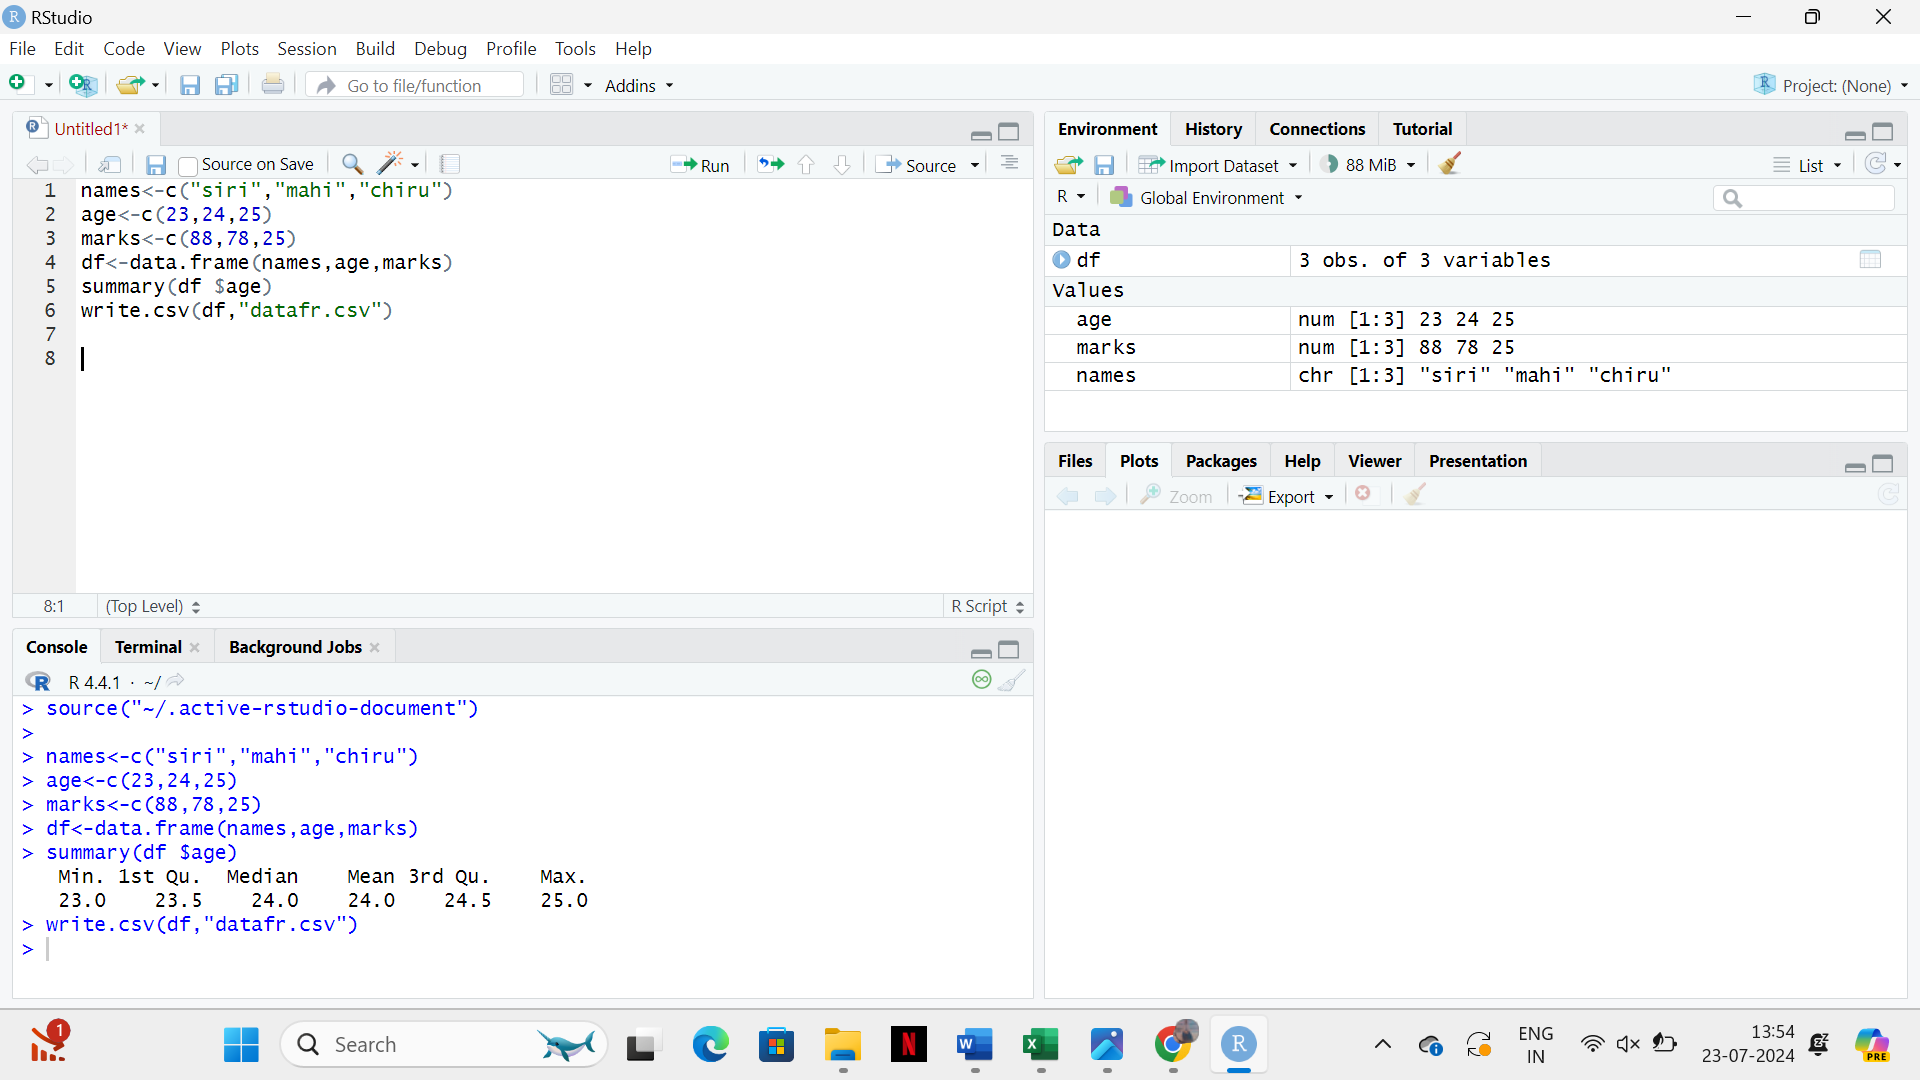 RStudio
File Edit Code View Plots Session Build Debug Profile Tools Help
Go to file/function Addins Project: (None)
Untitled1*
Source on Save Run Source
1 names<-c("siri","mahi","chiru")
2 age<-c(23,24,25)
3 marks<-c(88,78,25)
4 df<-data.frame(names,age,marks)
5 summary(df $age)
6 write.csv(df,"datafr.csv")
7
8
8:1 (Top Level) R Script
Console Terminal Background Jobs
R 4.4.1 · ~/
> source("~/.active-rstudio-document")
>
> names<-c("siri","mahi","chiru")
> age<-c(23,24,25)
> marks<-c(88,78,25)
> df<-data.frame(names,age,marks)
> summary(df $age)
Min. 1st Qu. Median Mean 3rd Qu. Max.
23.0 23.5 24.0 24.0 24.5 25.0
> write.csv(df,"datafr.csv")
>
Environment History Connections Tutorial
Import Dataset 88 MiB List
R Global Environment
Data
df 3 obs. of 3 variables
Values
age num [1:3] 23 24 25
marks num [1:3] 88 78 25
names chr [1:3] "siri" "mahi" "chiru"
Files Plots Packages Help Viewer Presentation
Zoom Export
1 Search ENG 13:54
IN 23-07-2024
PRE